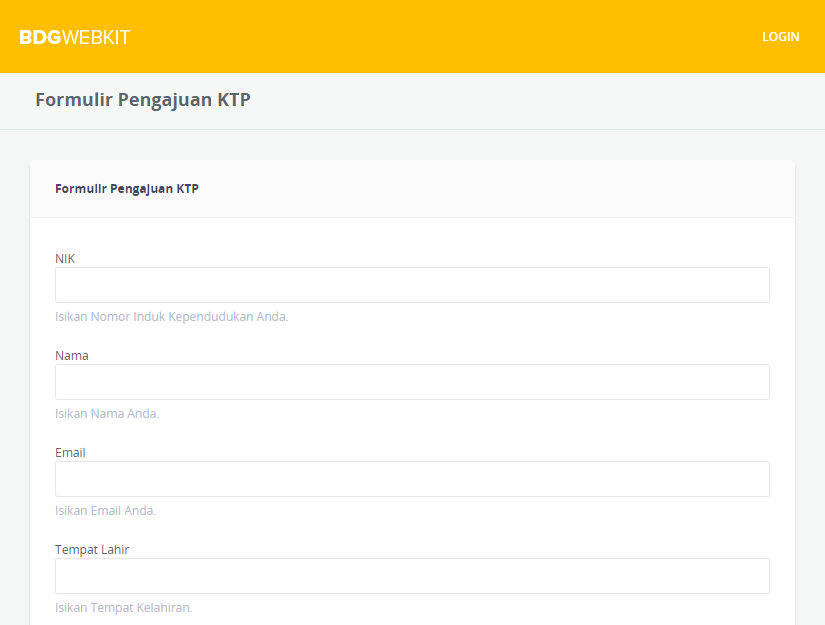 BDGWEBKIT
LOGIN
Formulir Pengajuan KTP
Formulir Pengajuan KTP
NIK
Isikan Nomor Induk Kependudukan Anda.
Nama
Isikan Nama Anda.
Email
Isikan Email Anda.
Tempat Lahir
Isikan Tempat Kelahiran.